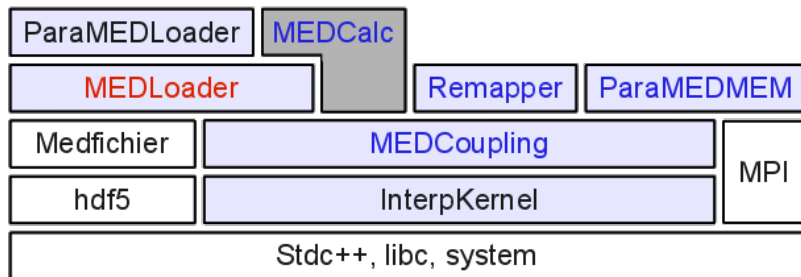 ParaMEDLoader MEDCalc
MEDLoader Remapper ParaMEDMEM
Medfichier MEDCoupling MPI
hdf5 InterpKernel
Stdc++, libc, system